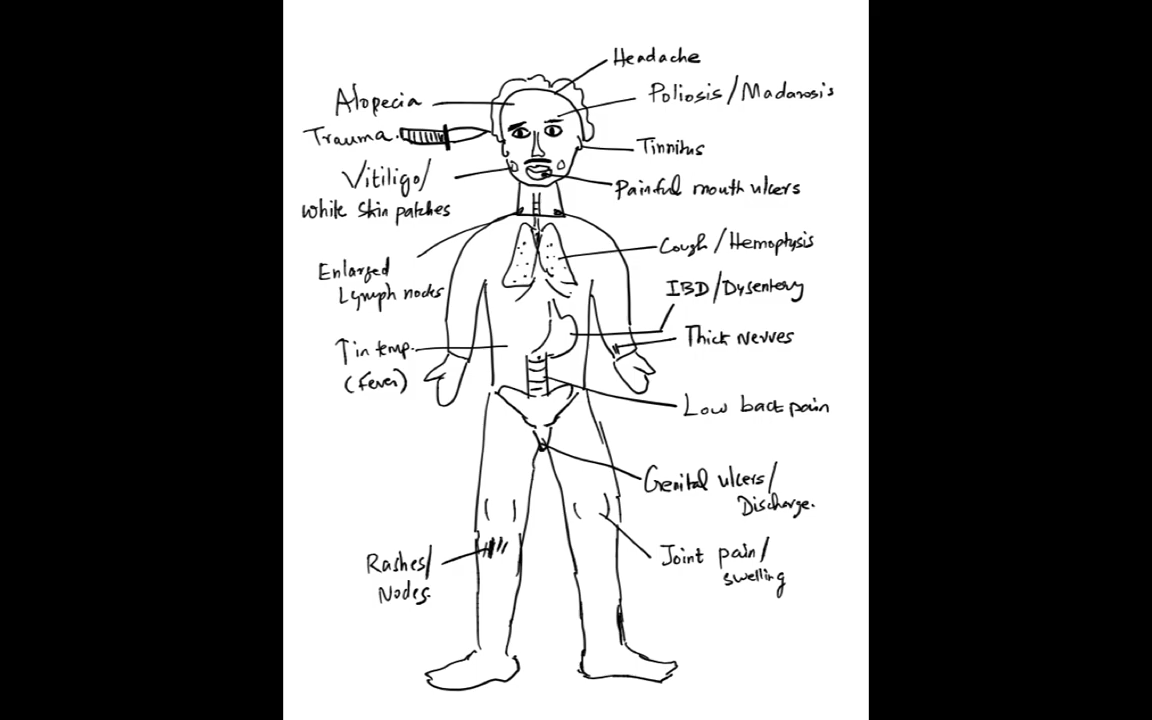 Headache
Alopecia
Poliosis/Madarosis
Trauma.
Tinnitus
Vitiligo/
White skin patches
Painful mouth ulcers
Cough/Hemoptysis
Enlarged
Lymph nodes
IBD/Dysentery
Thick nerves
↑ in temp.
(Fever)
Low back pain
Genital ulcers/
Discharge.
Rashes/
Nodes.
Joint pain/
swelling